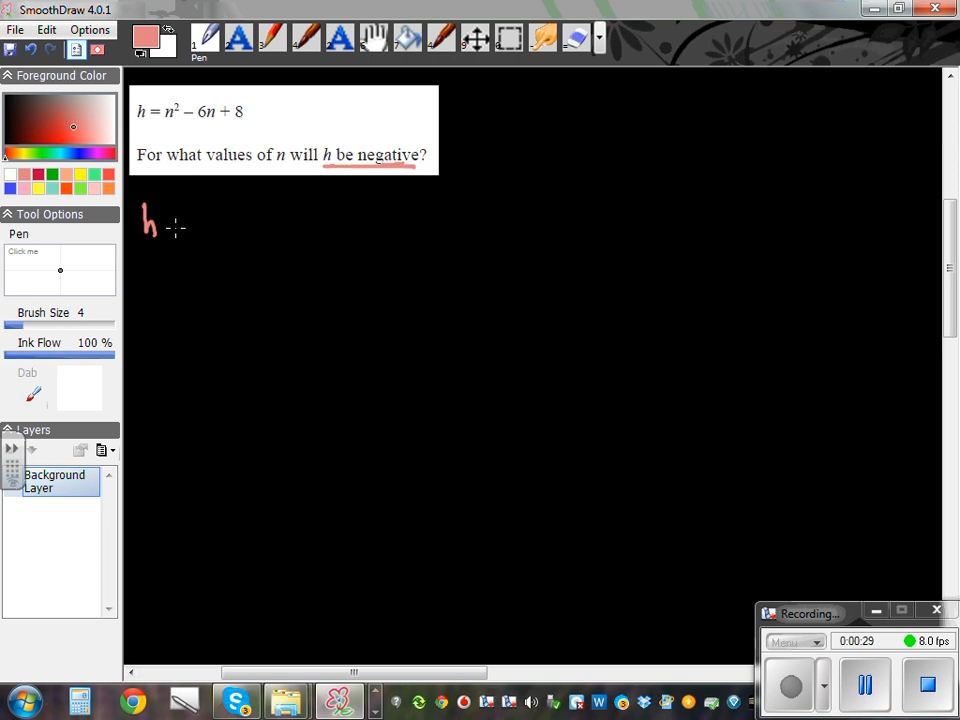 SmoothDraw 4.0.1
File Edit Options
Pen
Foreground Color
h = n² – 6n + 8
For what values of n will h be negative?
h
Tool Options
Pen
Click me
Brush Size 4
Ink Flow 100 %
Dab
Layers
Background
Layer
Recording...
Menu
0:00:29
8.0 fps